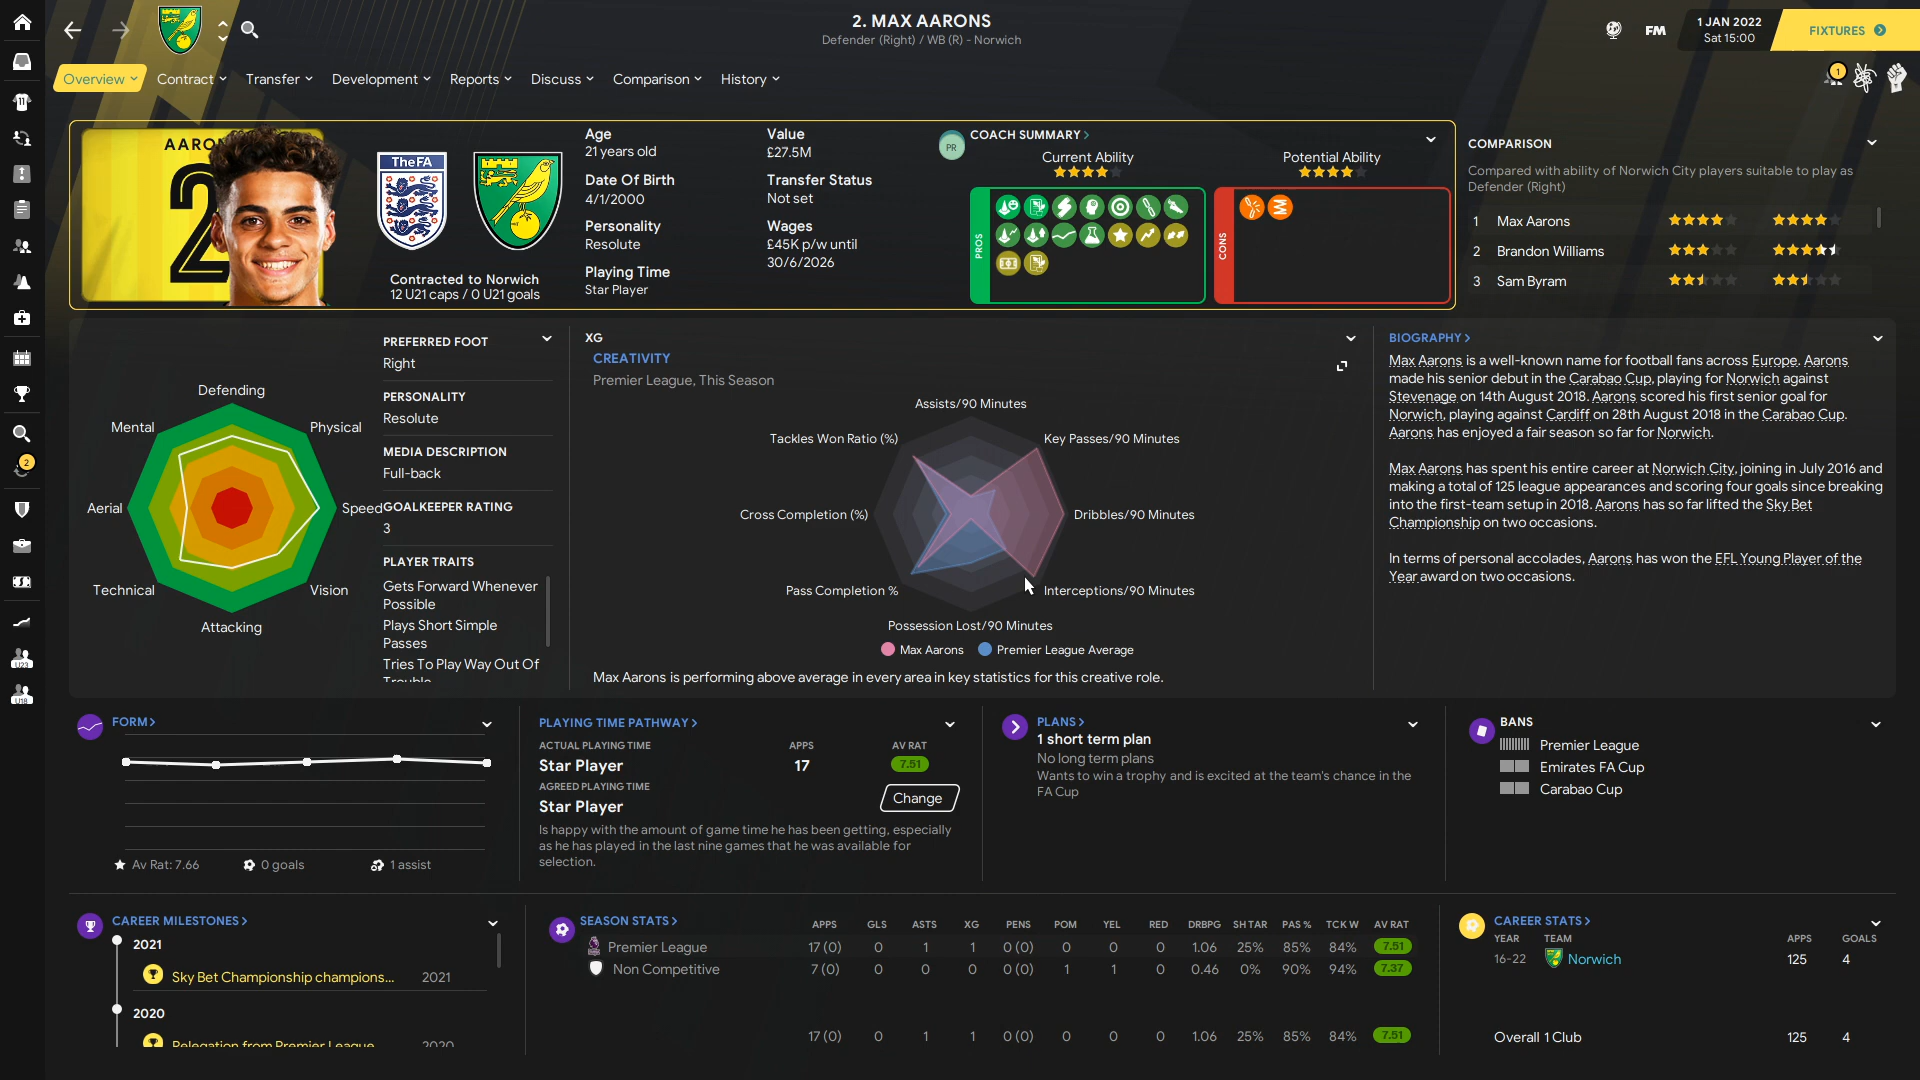 2. MAX AARONS
Defender (Right) / WB (R) - Norwich
FM
1 JAN 2022
Sat 15:00
FIXTURES
Overview
Contract
Transfer
Development
Reports
Discuss
Comparison
History
1
AARON
2
TheFA
Contracted to Norwich
12 U21 caps / 0 U21 goals
Age
21 years old
Date Of Birth
4/1/2000
Personality
Resolute
Playing Time
Star Player
Value
£27.5M
Transfer Status
Not set
Wages
£45K p/w until
30/6/2026
PR
COACH SUMMARY >
Current Ability
Potential Ability
PROS
CONS
COMPARISON
Compared with ability of Norwich City players suitable to play as
Defender (Right)
1 Max Aarons
2 Brandon Williams
3 Sam Byram
Defending
Physical
Speed
Vision
Attacking
Technical
Aerial
Mental
PREFERRED FOOT
Right
PERSONALITY
Resolute
MEDIA DESCRIPTION
Full-back
GOALKEEPER RATING
3
PLAYER TRAITS
Gets Forward Whenever
Possible
Plays Short Simple
Passes
Tries To Play Way Out Of
Trouble
XG
CREATIVITY
Premier League, This Season
Assists/90 Minutes
Key Passes/90 Minutes
Dribbles/90 Minutes
Interceptions/90 Minutes
Possession Lost/90 Minutes
Pass Completion %
Cross Completion (%)
Tackles Won Ratio (%)
Max Aarons
Premier League Average
Max Aarons is performing above average in every area in key statistics for this creative role.
BIOGRAPHY >
Max Aarons is a well-known name for football fans across Europe. Aarons
made his senior debut in the Carabao Cup, playing for Norwich against
Stevenage on 14th August 2018. Aarons scored his first senior goal for
Norwich, playing against Cardiff on 28th August 2018 in the Carabao Cup.
Aarons has enjoyed a fair season so far for Norwich.
Max Aarons has spent his entire career at Norwich City, joining in July 2016 and
making a total of 125 league appearances and scoring four goals since breaking
into the first-team setup in 2018. Aarons has so far lifted the Sky Bet
Championship on two occasions.
In terms of personal accolades, Aarons has won the EFL Young Player of the
Year award on two occasions.
2
U23
U18
FORM >
Av Rat: 7.66
0 goals
1 assist
PLAYING TIME PATHWAY >
ACTUAL PLAYING TIME APPS AV RAT
Star Player 17 7.51
AGREED PLAYING TIME
Star Player
Change
Is happy with the amount of game time he has been getting, especially
as he has played in the last nine games that he was available for
selection.
PLANS >
1 short term plan
No long term plans
Wants to win a trophy and is excited at the team's chance in the
FA Cup
BANS
Premier League
Emirates FA Cup
Carabao Cup
CAREER MILESTONES >
2021
Sky Bet Championship champions... 2021
2020
Relegation from Premier League 2020
SEASON STATS > APPS GLS ASTS XG PENS POM YEL RED DRBPG SH TAR PAS % TCK W AV RAT
Premier League 17 (0) 0 1 1 0 (0) 0 0 0 1.06 25% 85% 84% 7.51
Non Competitive 7 (0) 0 0 0 0 (0) 1 1 0 0.46 0% 90% 94% 7.37
17 (0) 0 1 1 0 (0) 0 0 0 1.06 25% 85% 84% 7.51
CAREER STATS >
YEAR TEAM APPS GOALS
16-22 Norwich 125 4
Overall 1 Club 125 4